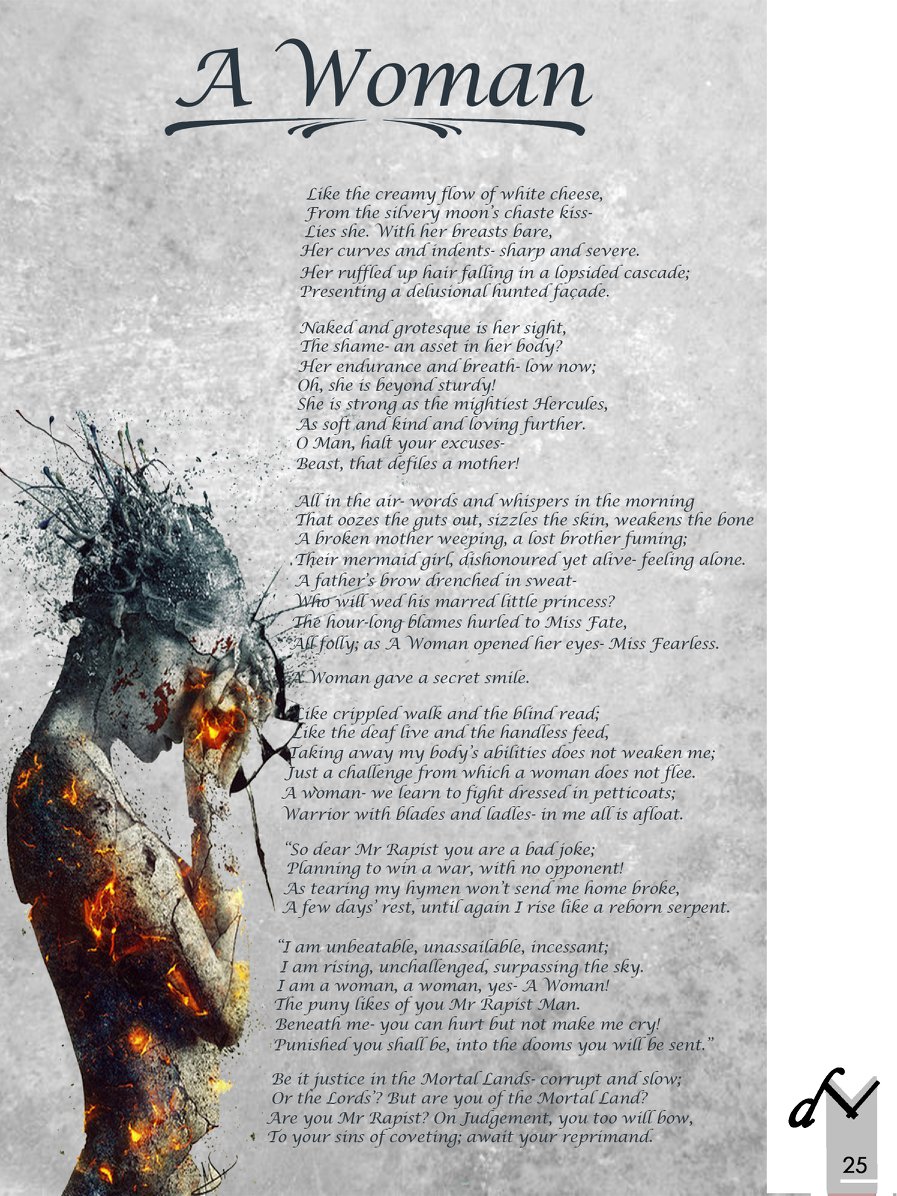 A Woman
Like the creamy flow of white cheese,
From the silvery moon's chaste kiss-
Lies she. With her breasts bare,
Her curves and indents- sharp and severe.
Her ruffled up hair falling in a lopsided cascade;
Presenting a delusional hunted façade.
Naked and grotesque is her sight,
The shame- an asset in her body?
Her endurance and breath- low now;
Oh, she is beyond sturdy!
She is strong as the mightiest Hercules,
As soft and kind and loving further.
O Man, halt your excuses-
Beast, that defiles a mother!
All in the air- words and whispers in the morning
That oozes the guts out, sizzles the skin, weakens the bone
A broken mother weeping, a lost brother fuming;
Their mermaid girl, dishonoured yet alive- feeling alone.
A father's brow drenched in sweat-
Who will wed his marred little princess?
The hour-long blames hurled to Miss Fate,
All folly; as A Woman opened her eyes- Miss Fearless.
A Woman gave a secret smile.
Like crippled walk and the blind read;
Like the deaf live and the handless feed,
Taking away my body's abilities does not weaken me;
Just a challenge from which a woman does not flee.
A woman- we learn to fight dressed in petticoats;
Warrior with blades and ladles- in me all is afloat.
"So dear Mr Rapist you are a bad joke;
Planning to win a war, with no opponent!
As tearing my hymen won't send me home broke,
A few days' rest, until again I rise like a reborn serpent.
"I am unbeatable, unassailable, incessant;
I am rising, unchallenged, surpassing the sky.
I am a woman, a woman, yes- A Woman!
The puny likes of you Mr Rapist Man.
Beneath me- you can hurt but not make me cry!
Punished you shall be, into the dooms you will be sent."
Be it justice in the Mortal Lands- corrupt and slow;
Or the Lords'? But are you of the Mortal Land?
Are you Mr Rapist? On Judgement, you too will bow,
To your sins of coveting; await your reprimand.
25